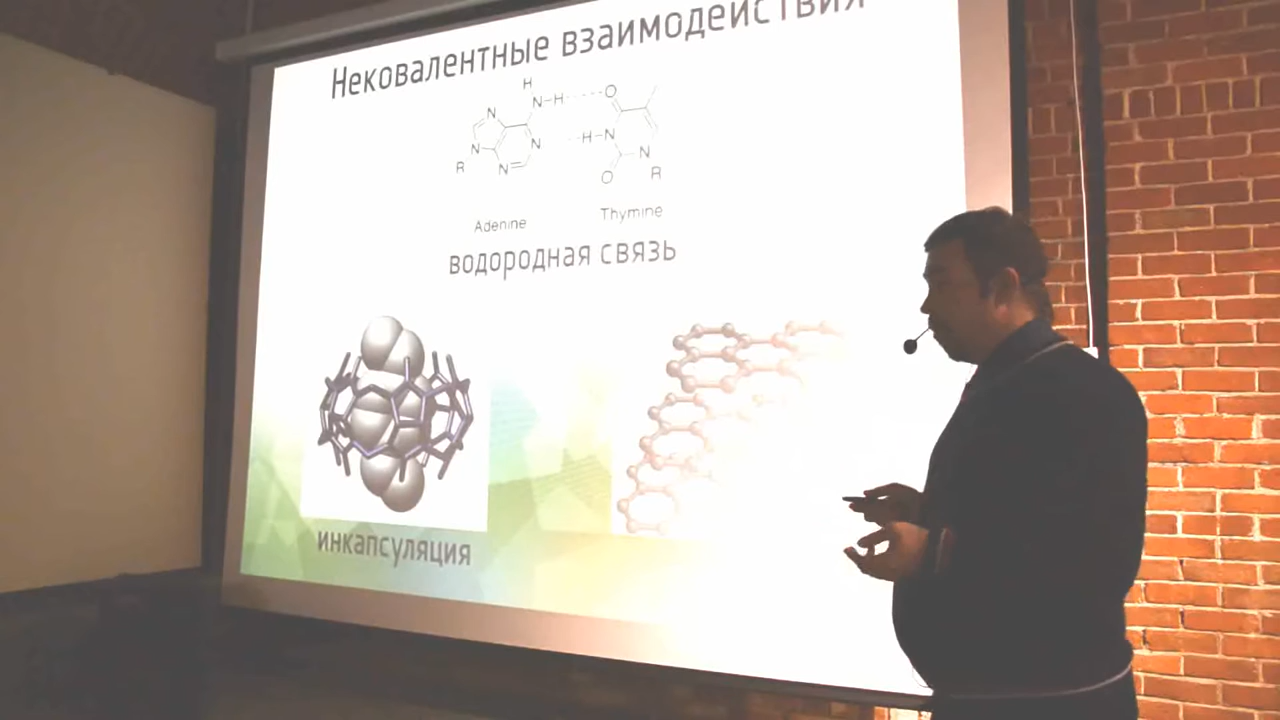 Нековалентные взаимодействия
H
N-H-----O
N
N
N
N
R
--H-N
N
O
R
Adenine
Thymine
водородная связь
инкапсуляция